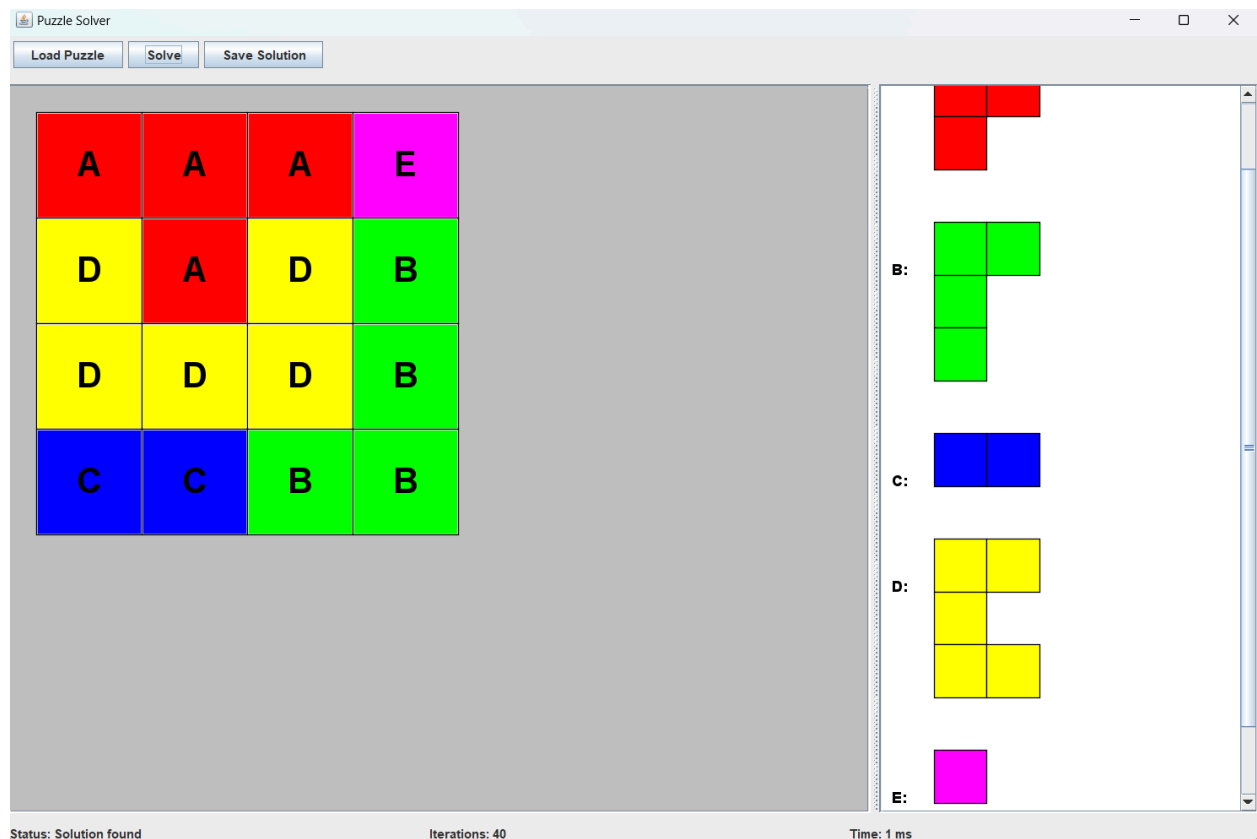 Puzzle Solver
Load Puzzle Solve Save Solution
A A A E
D A D B
D D D B
C C B B
B:
C:
D:
E:
Status: Solution found Iterations: 40 Time: 1 ms